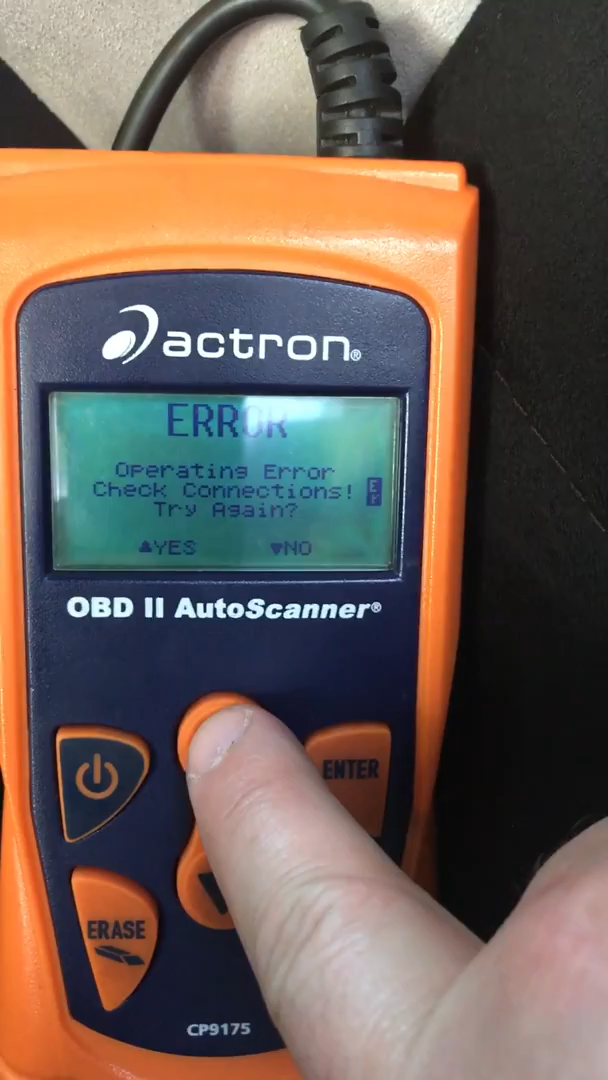 actron®
ERROR
Operating Error
Check Connections!
Try Again?
▲YES ▼NO
OBD II AutoScanner®
ENTER
ERASE
CP9175